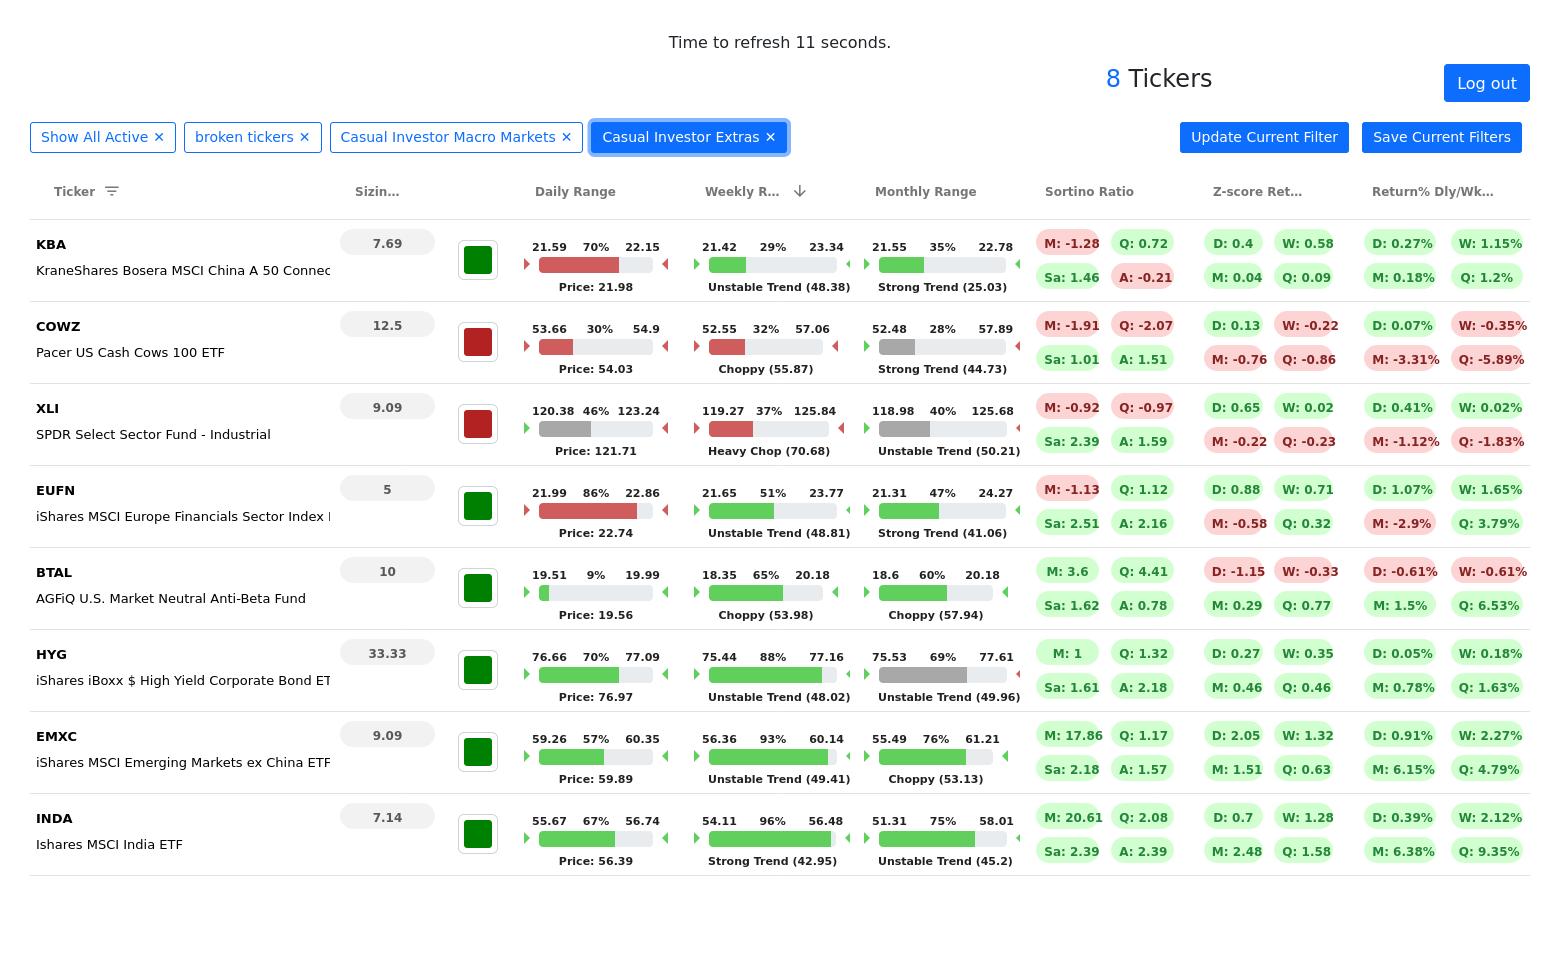 Time to refresh 11 seconds.
8 Tickers
Log out
Show All Active ✕ broken tickers ✕ Casual Investor Macro Markets ✕ Casual Investor Extras ✕ Update Current Filter Save Current Filters
Ticker Sizin... Daily Range Weekly R... Monthly Range Sortino Ratio Z-score Ret... Return% Dly/Wk...
KBA 7.69 21.59 70% 22.15 21.42 29% 23.34 21.55 35% 22.78 M: -1.28 Q: 0.72 D: 0.4 W: 0.58 D: 0.27% W: 1.15%
KraneShares Bosera MSCI China A 50 Connec Price: 21.98 Unstable Trend (48.38) Strong Trend (25.03) Sa: 1.46 A: -0.21 M: 0.04 Q: 0.09 M: 0.18% Q: 1.2%
COWZ 12.5 53.66 30% 54.9 52.55 32% 57.06 52.48 28% 57.89 M: -1.91 Q: -2.07 D: 0.13 W: -0.22 D: 0.07% W: -0.35%
Pacer US Cash Cows 100 ETF Price: 54.03 Choppy (55.87) Strong Trend (44.73) Sa: 1.01 A: 1.51 M: -0.76 Q: -0.86 M: -3.31% Q: -5.89%
XLI 9.09 120.38 46% 123.24 119.27 37% 125.84 118.98 40% 125.68 M: -0.92 Q: -0.97 D: 0.65 W: 0.02 D: 0.41% W: 0.02%
SPDR Select Sector Fund - Industrial Price: 121.71 Heavy Chop (70.68) Unstable Trend (50.21) Sa: 2.39 A: 1.59 M: -0.22 Q: -0.23 M: -1.12% Q: -1.83%
EUFN 5 21.99 86% 22.86 21.65 51% 23.77 21.31 47% 24.27 M: -1.13 Q: 1.12 D: 0.88 W: 0.71 D: 1.07% W: 1.65%
iShares MSCI Europe Financials Sector Index Price: 22.74 Unstable Trend (48.81) Strong Trend (41.06) Sa: 2.51 A: 2.16 M: -0.58 Q: 0.32 M: -2.9% Q: 3.79%
BTAL 10 19.51 9% 19.99 18.35 65% 20.18 18.6 60% 20.18 M: 3.6 Q: 4.41 D: -1.15 W: -0.33 D: -0.61% W: -0.61%
AGFiQ U.S. Market Neutral Anti-Beta Fund Price: 19.56 Choppy (53.98) Choppy (57.94) Sa: 1.62 A: 0.78 M: 0.29 Q: 0.77 M: 1.5% Q: 6.53%
HYG 33.33 76.66 70% 77.09 75.44 88% 77.16 75.53 69% 77.61 M: 1 Q: 1.32 D: 0.27 W: 0.35 D: 0.05% W: 0.18%
iShares iBoxx $ High Yield Corporate Bond ET Price: 76.97 Unstable Trend (48.02) Unstable Trend (49.96) Sa: 1.61 A: 2.18 M: 0.46 Q: 0.46 M: 0.78% Q: 1.63%
EMXC 9.09 59.26 57% 60.35 56.36 93% 60.14 55.49 76% 61.21 M: 17.86 Q: 1.17 D: 2.05 W: 1.32 D: 0.91% W: 2.27%
iShares MSCI Emerging Markets ex China ETF Price: 59.89 Unstable Trend (49.41) Choppy (53.13) Sa: 2.18 A: 1.57 M: 1.51 Q: 0.63 M: 6.15% Q: 4.79%
INDA 7.14 55.67 67% 56.74 54.11 96% 56.48 51.31 75% 58.01 M: 20.61 Q: 2.08 D: 0.7 W: 1.28 D: 0.39% W: 2.12%
Ishares MSCI India ETF Price: 56.39 Strong Trend (42.95) Unstable Trend (45.2) Sa: 2.39 A: 2.39 M: 2.48 Q: 1.58 M: 6.38% Q: 9.35%